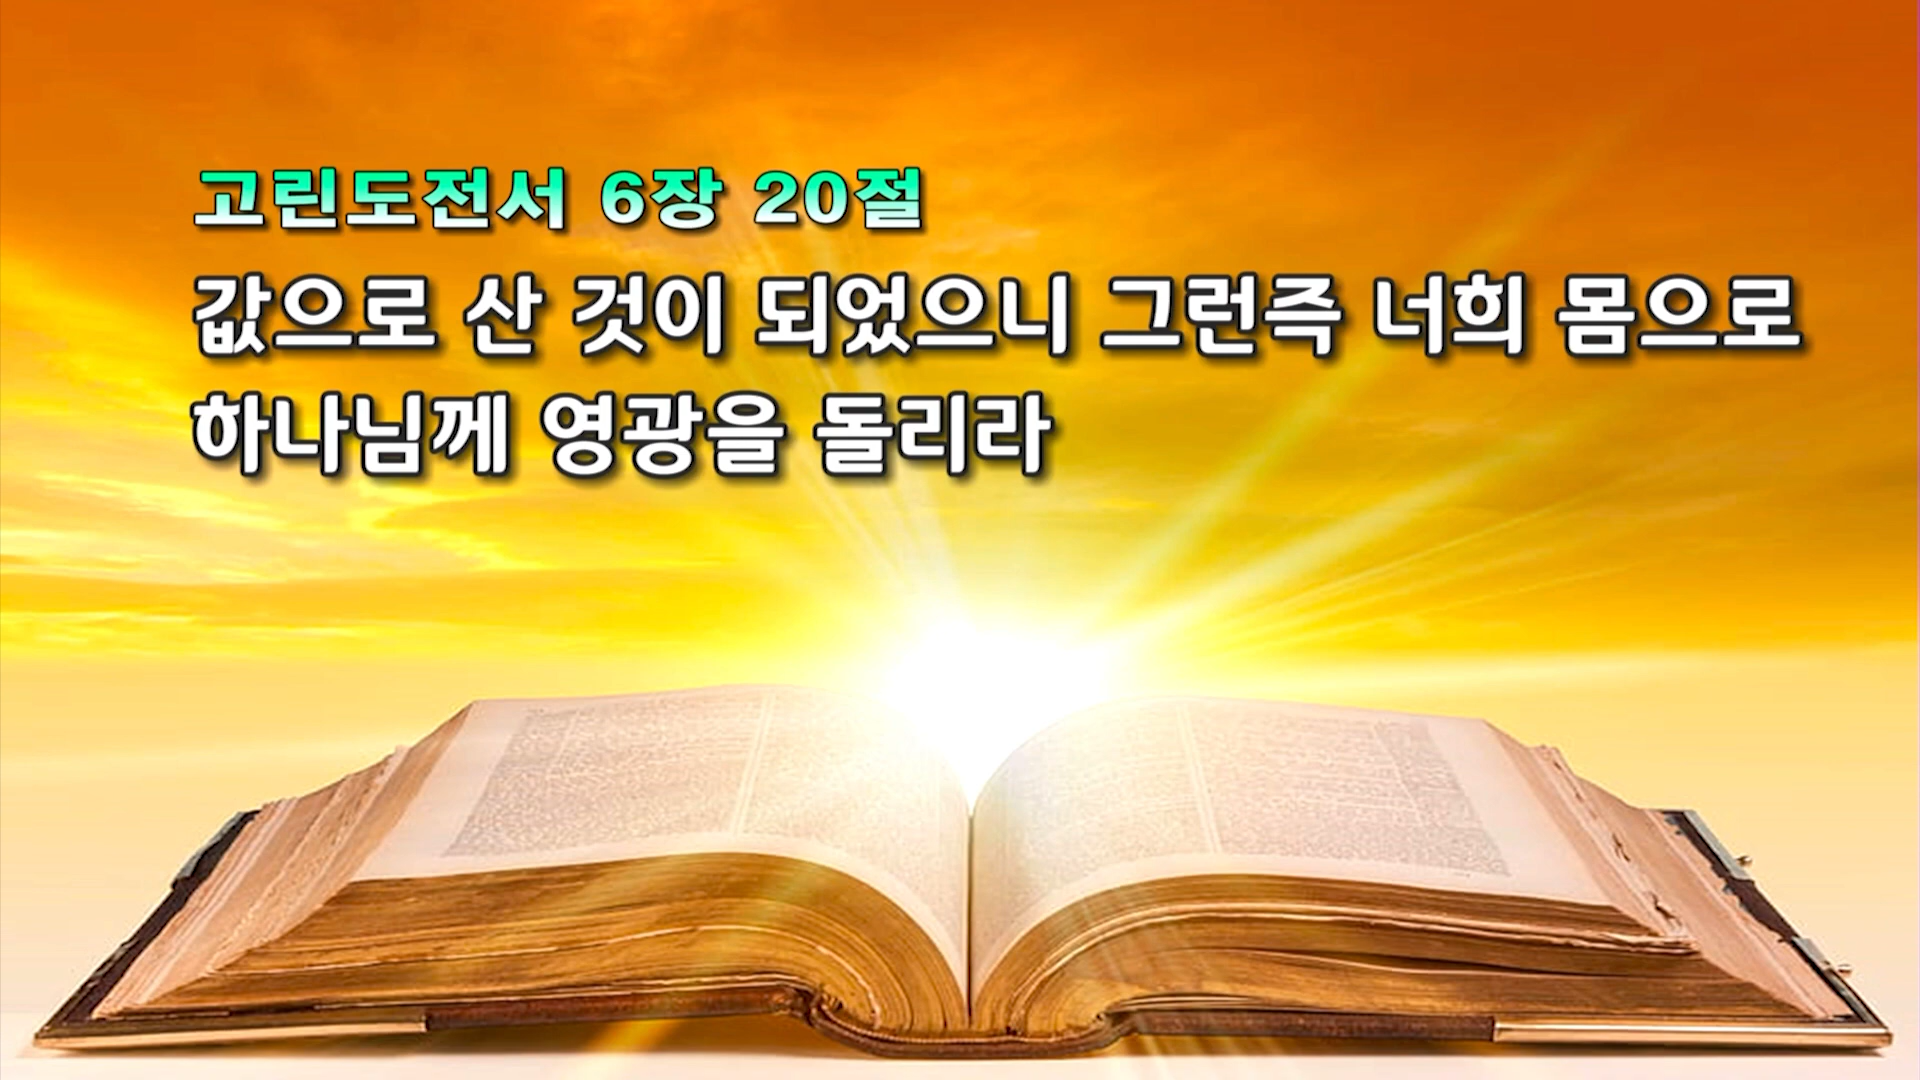 고린도전서 6장 20절
값으로 산 것이 되었으니 그런즉 너희 몸으로
하나님께 영광을 돌리라